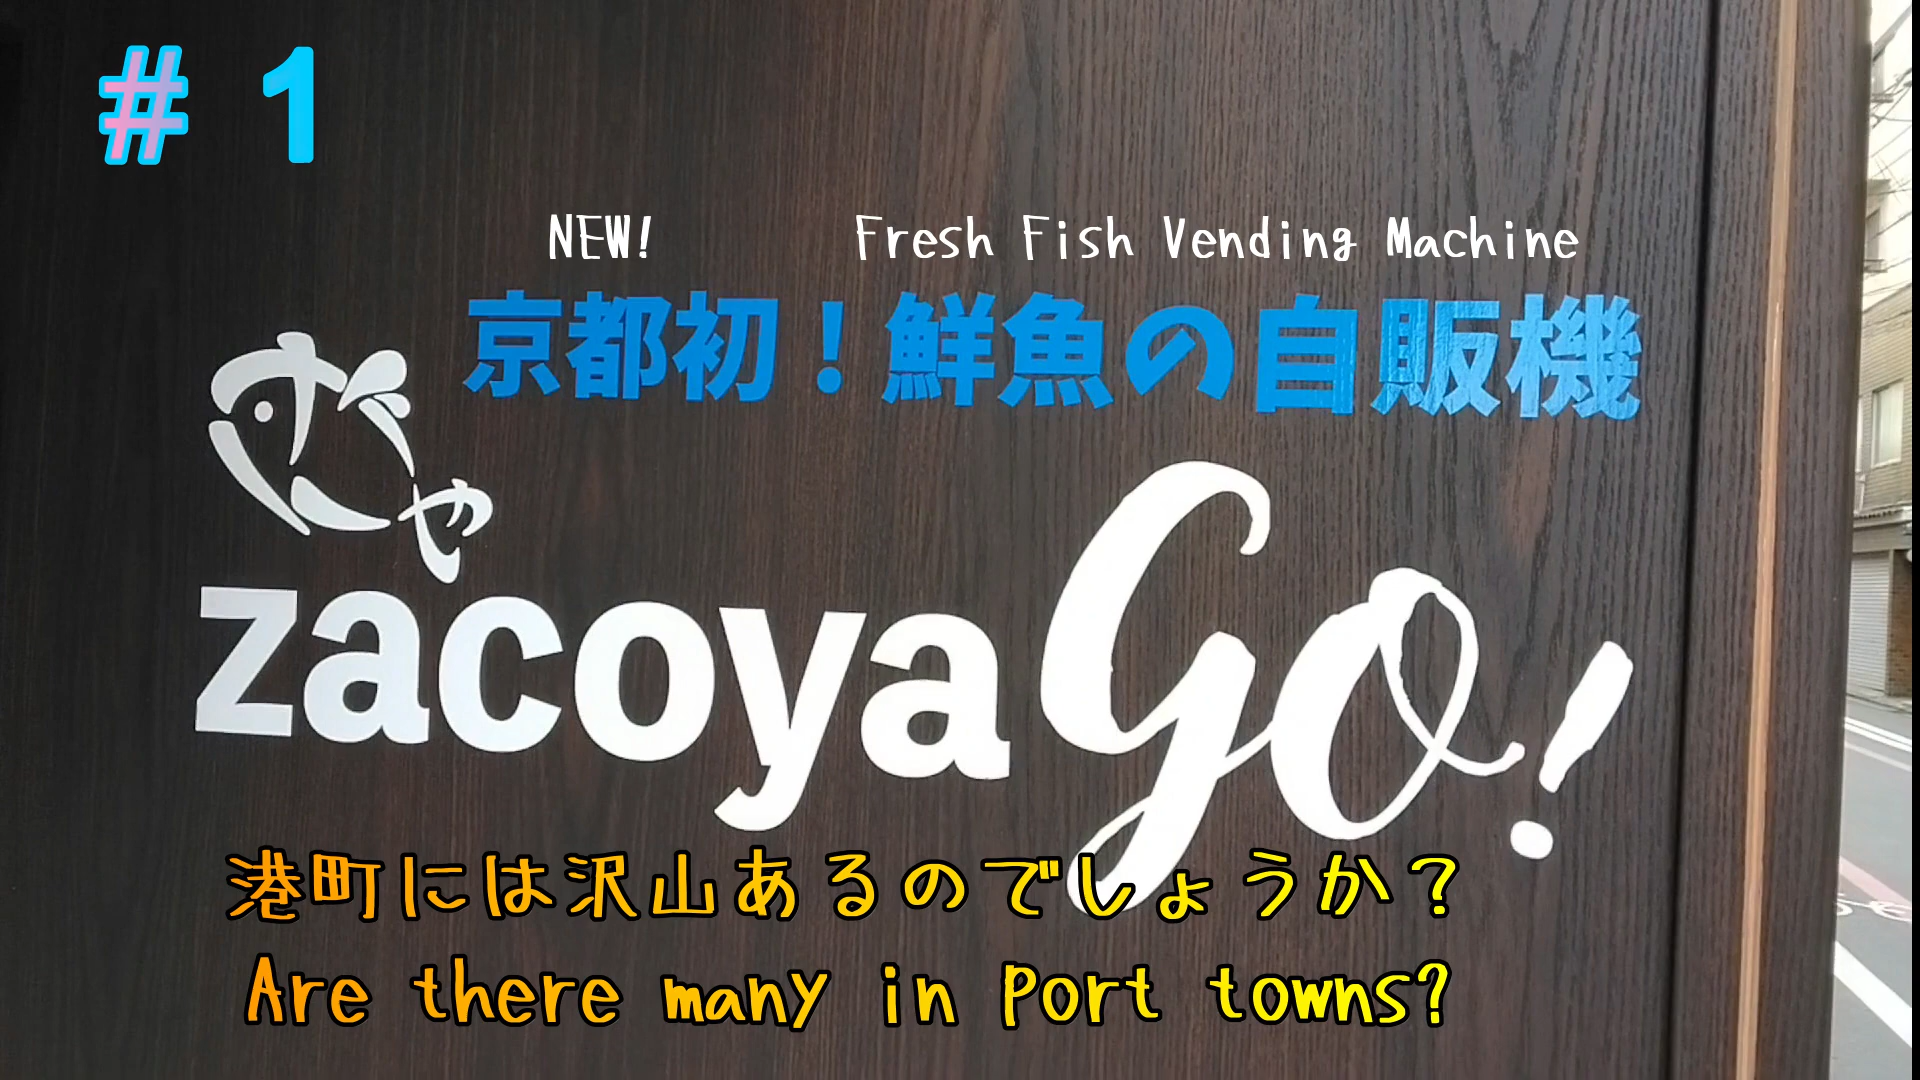 # 1
NEW! Fresh Fish Vending Machine
京都初！鮮魚の自販機
ざこや
zacoya GO!
港町には沢山あるのでしょうか？
Are there many in Port towns?